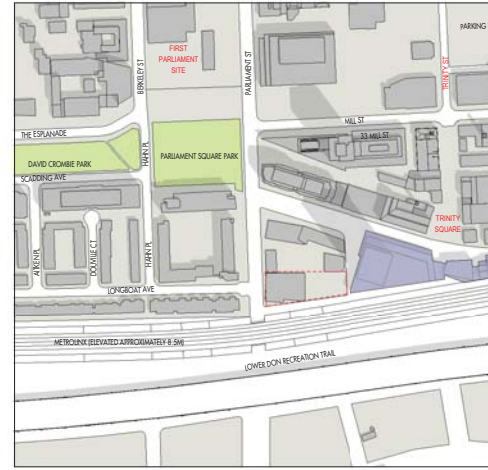 FIRST
PARLIAMENT
SITE
BERKELEY ST
PARLIAMENT ST
PARKING
TRINITY ST
MILL ST
33 MILL ST
THE ESPLANADE
DAVID CROMBIE PARK
HAHN PL
PARLIAMENT SQUARE PARK
SCADDING AVE
TRINITY
SQUARE
AITKEN PL
DOUVILLE CT
HAHN PL
LONGBOAT AVE
METROLINX (ELEVATED APPROXIMATELY 8.5M)
LOWER DON RECREATION TRAIL